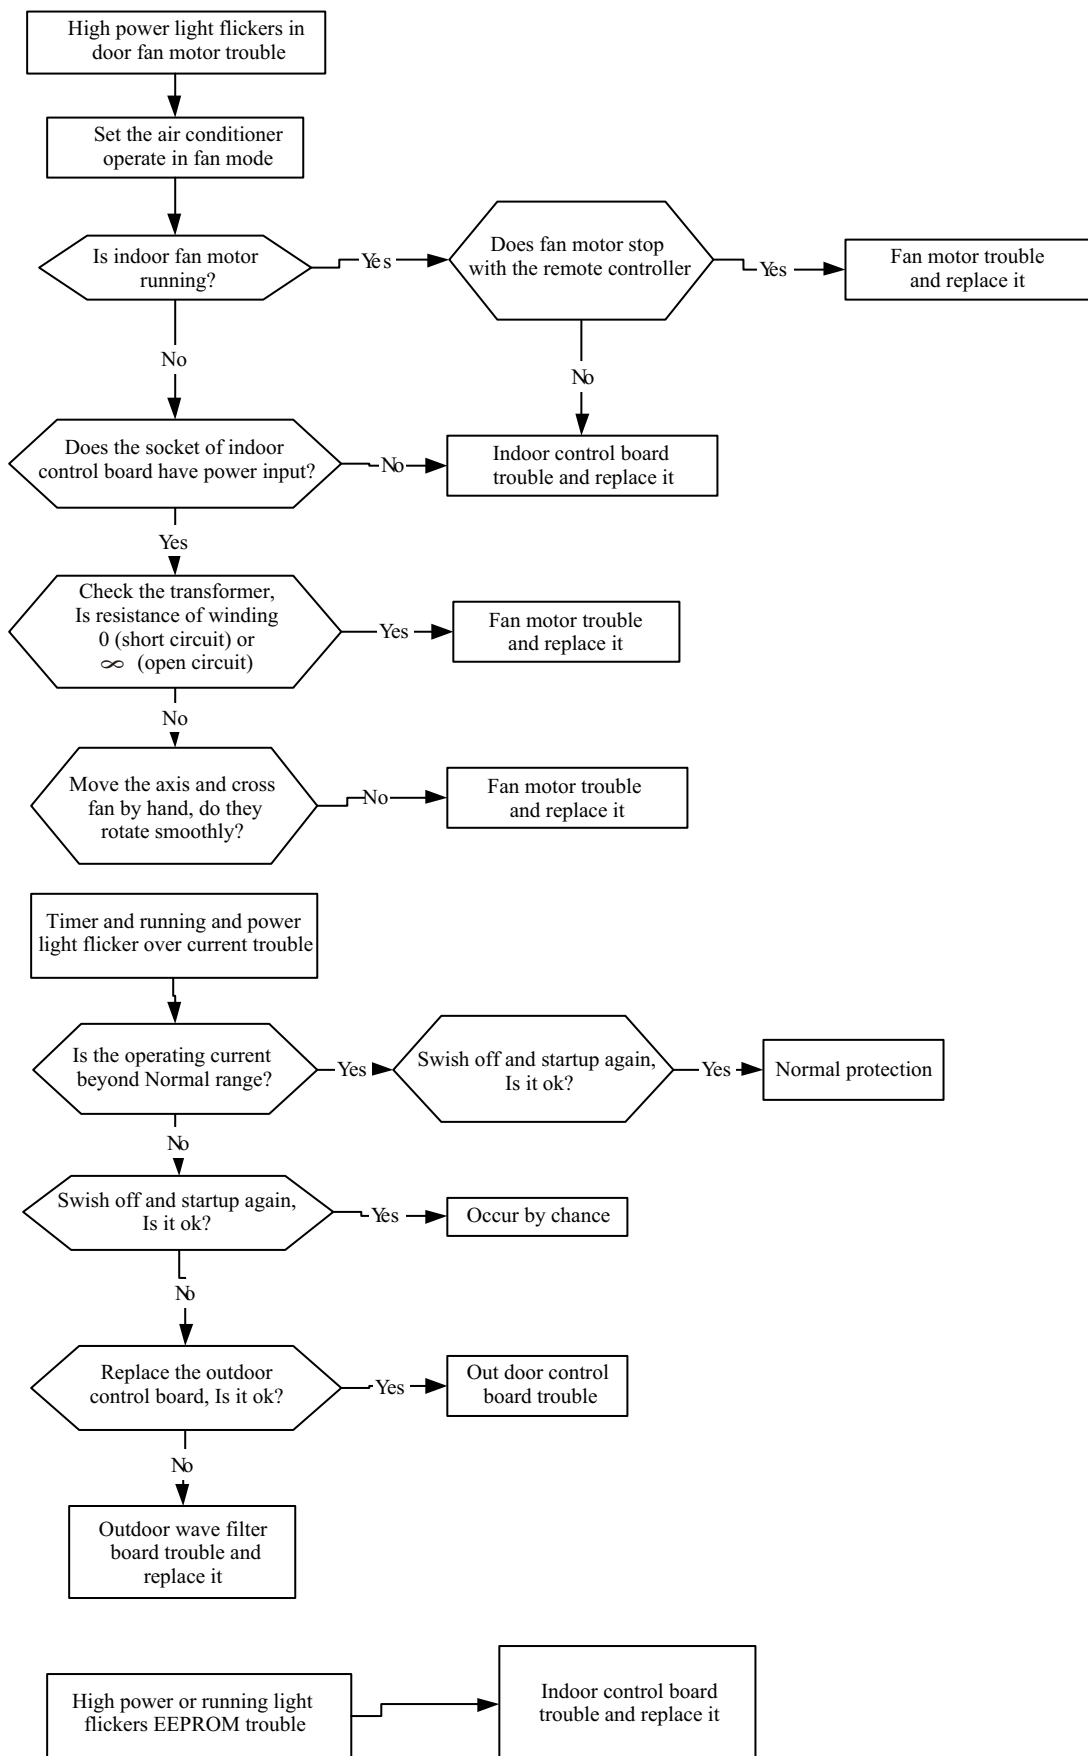 High power light flickers in
door fan motor trouble
Set the air conditioner
operate in fan mode
Is indoor fan motor
running?
Yes
Does fan motor stop
with the remote controller
Yes
Fan motor trouble
and replace it
No
No
Does the socket of indoor
control board have power input?
No
Indoor control board
trouble and replace it
Yes
Check the transformer,
Is resistance of winding
0 (short circuit) or
∞ (open circuit)
Yes
Fan motor trouble
and replace it
No
Move the axis and cross
fan by hand, do they
rotate smoothly?
No
Fan motor trouble
and replace it
Timer and running and power
light flicker over current trouble
Is the operating current
beyond Normal range?
Yes
Swish off and startup again,
Is it ok?
Yes
Normal protection
No
Swish off and startup again,
Is it ok?
Yes
Occur by chance
No
Replace the outdoor
control board, Is it ok?
Yes
Out door control
board trouble
No
Outdoor wave filter
board trouble and
replace it
High power or running light
flickers EEPROM trouble
Indoor control board
trouble and replace it